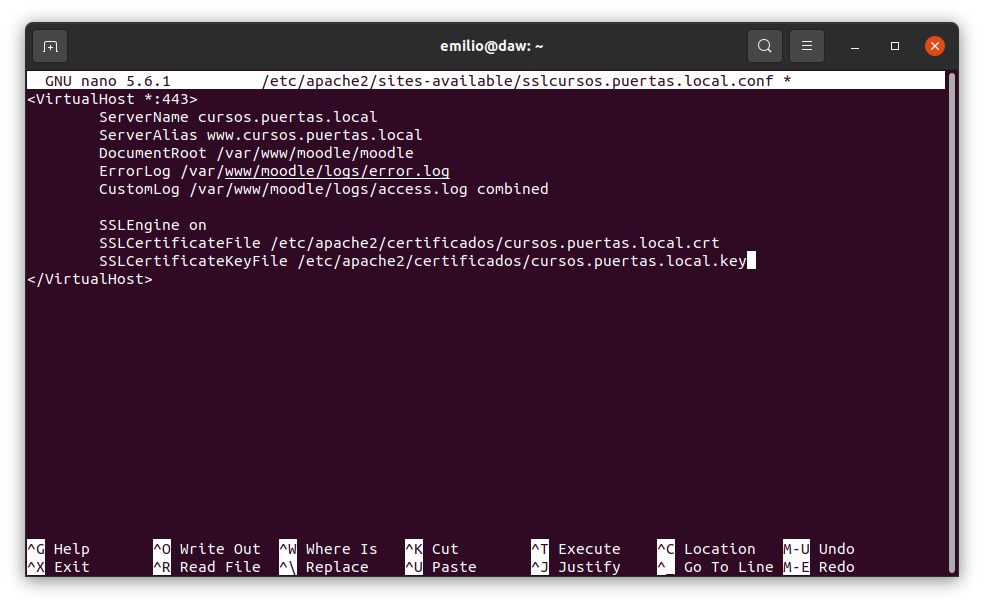 emilio@daw: ~
GNU nano 5.6.1 /etc/apache2/sites-available/sslcursos.puertas.local.conf *
<VirtualHost *:443>
        ServerName cursos.puertas.local
        ServerAlias www.cursos.puertas.local
        DocumentRoot /var/www/moodle/moodle
        ErrorLog /var/www/moodle/logs/error.log
        CustomLog /var/www/moodle/logs/access.log combined

        SSLEngine on
        SSLCertificateFile /etc/apache2/certificados/cursos.puertas.local.crt
        SSLCertificateKeyFile /etc/apache2/certificados/cursos.puertas.local.key
</VirtualHost>
^G Help ^O Write Out ^W Where Is ^K Cut ^T Execute ^C Location M-U Undo
^X Exit ^R Read File ^\ Replace ^U Paste ^J Justify ^_ Go To Line M-E Redo